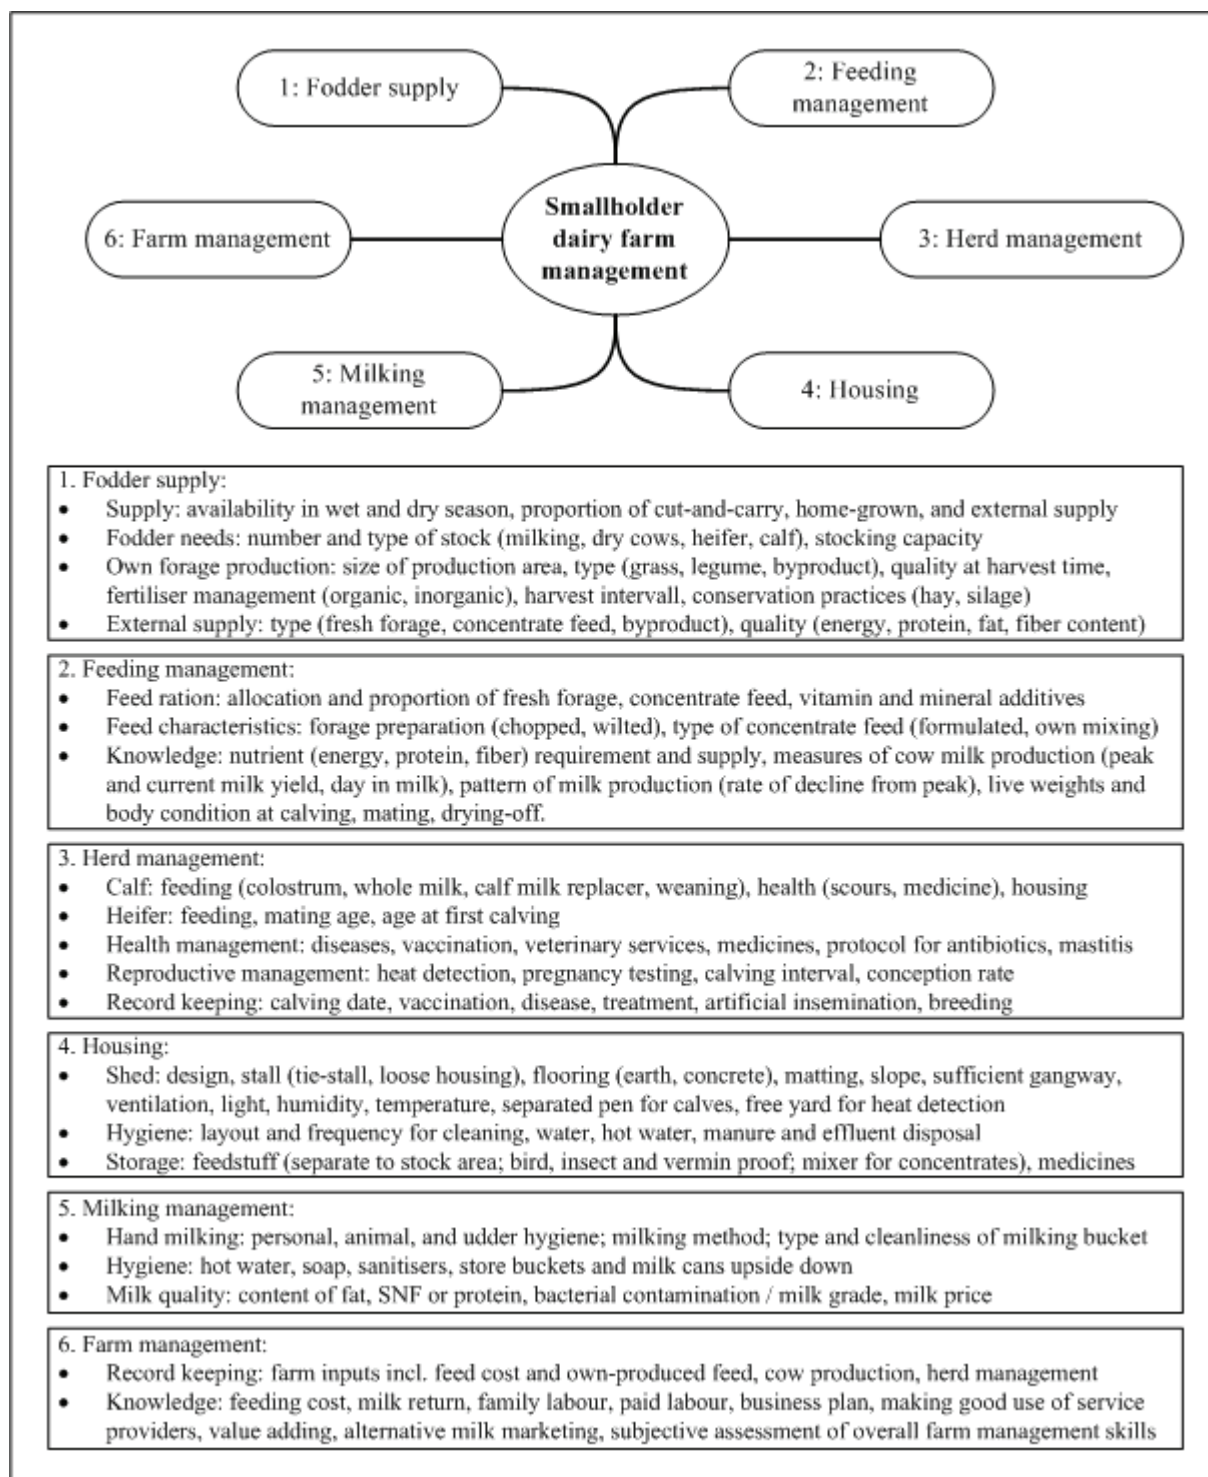 1: Fodder supply
2: Feeding
management
Smallholder
dairy farm
management
6: Farm management
3: Herd management
5: Milking
management
4: Housing
1. Fodder supply:
• Supply: availability in wet and dry season, proportion of cut-and-carry, home-grown, and external supply
• Fodder needs: number and type of stock (milking, dry cows, heifer, calf), stocking capacity
• Own forage production: size of production area, type (grass, legume, byproduct), quality at harvest time,
fertiliser management (organic, inorganic), harvest intervall, conservation practices (hay, silage)
• External supply: type (fresh forage, concentrate feed, byproduct), quality (energy, protein, fat, fiber content)
2. Feeding management:
• Feed ration: allocation and proportion of fresh forage, concentrate feed, vitamin and mineral additives
• Feed characteristics: forage preparation (chopped, wilted), type of concentrate feed (formulated, own mixing)
• Knowledge: nutrient (energy, protein, fiber) requirement and supply, measures of cow milk production (peak
and current milk yield, day in milk), pattern of milk production (rate of decline from peak), live weights and
body condition at calving, mating, drying-off.
3. Herd management:
• Calf: feeding (colostrum, whole milk, calf milk replacer, weaning), health (scours, medicine), housing
• Heifer: feeding, mating age, age at first calving
• Health management: diseases, vaccination, veterinary services, medicines, protocol for antibiotics, mastitis
• Reproductive management: heat detection, pregnancy testing, calving interval, conception rate
• Record keeping: calving date, vaccination, disease, treatment, artificial insemination, breeding
4. Housing:
• Shed: design, stall (tie-stall, loose housing), flooring (earth, concrete), matting, slope, sufficient gangway,
ventilation, light, humidity, temperature, separated pen for calves, free yard for heat detection
• Hygiene: layout and frequency for cleaning, water, hot water, manure and effluent disposal
• Storage: feedstuff (separate to stock area; bird, insect and vermin proof; mixer for concentrates), medicines
5. Milking management:
• Hand milking: personal, animal, and udder hygiene; milking method; type and cleanliness of milking bucket
• Hygiene: hot water, soap, sanitisers, store buckets and milk cans upside down
• Milk quality: content of fat, SNF or protein, bacterial contamination / milk grade, milk price
6. Farm management:
• Record keeping: farm inputs incl. feed cost and own-produced feed, cow production, herd management
• Knowledge: feeding cost, milk return, family labour, paid labour, business plan, making good use of service
providers, value adding, alternative milk marketing, subjective assessment of overall farm management skills